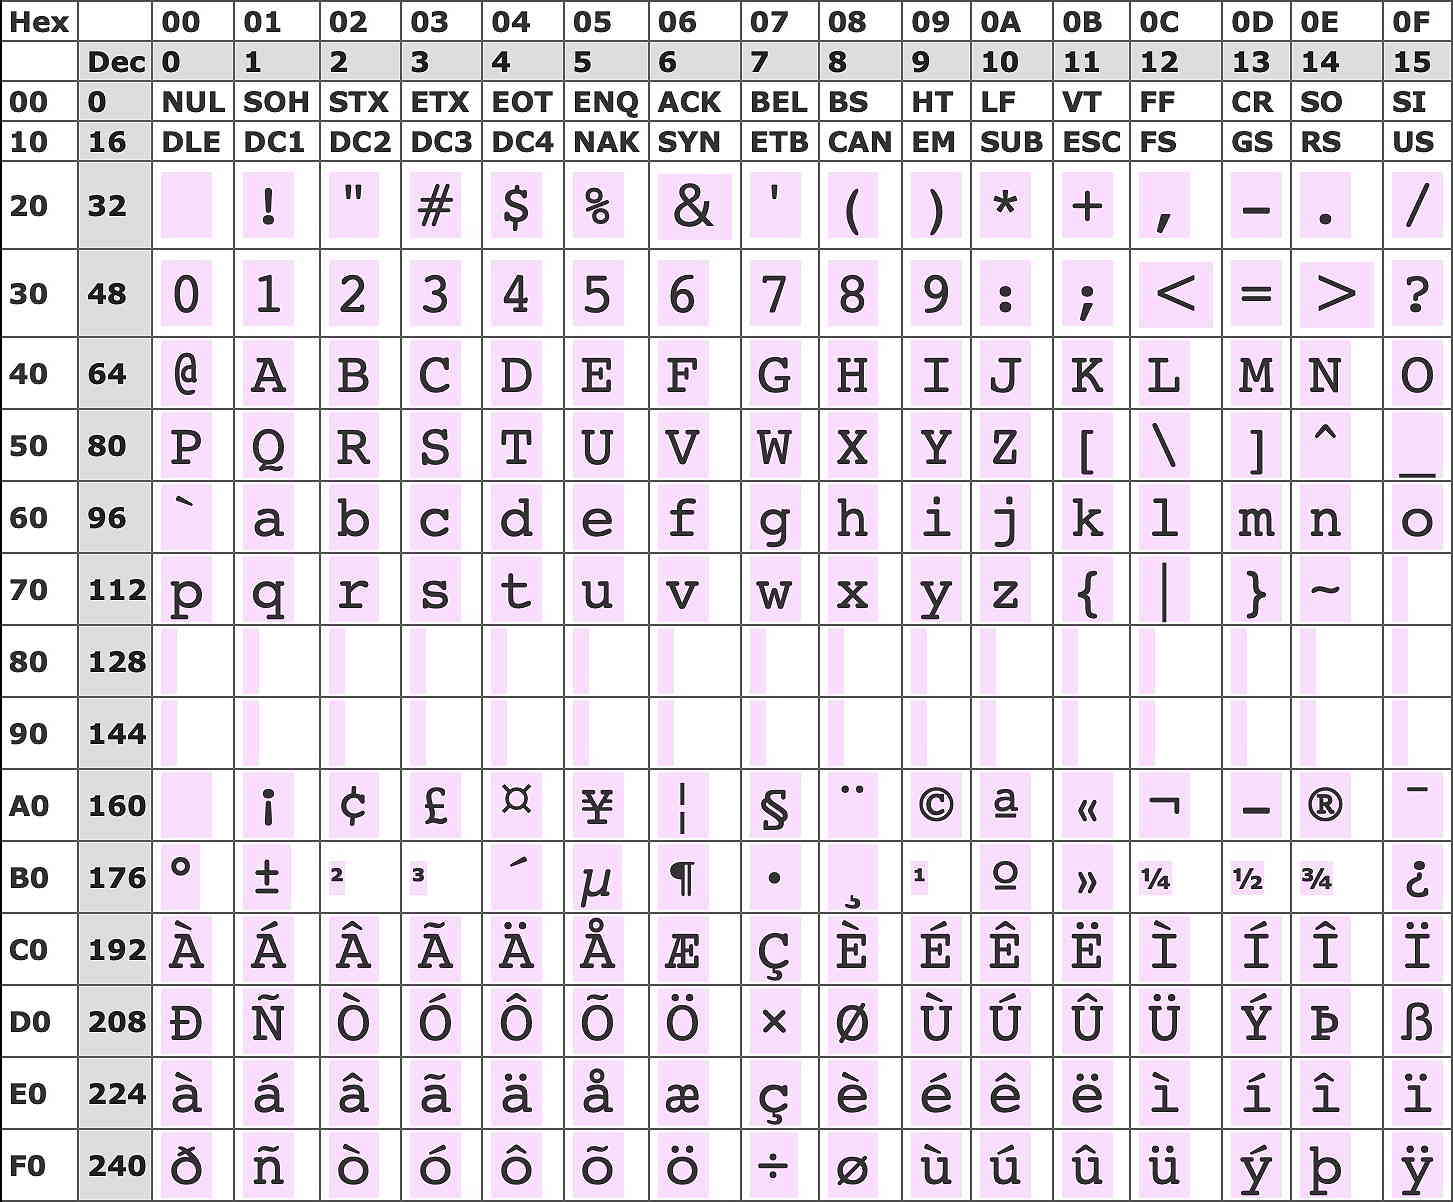 Hex 00 01 02 03 04 05 06 07 08 09 0A 0B 0C 0D 0E 0F
Dec 0 1 2 3 4 5 6 7 8 9 10 11 12 13 14 15
00 0 NUL SOH STX ETX EOT ENQ ACK BEL BS HT LF VT FF CR SO SI
10 16 DLE DC1 DC2 DC3 DC4 NAK SYN ETB CAN EM SUB ESC FS GS RS US
20 32 ! " # $ % & ' ( ) * + , - . /
30 48 0 1 2 3 4 5 6 7 8 9 : ; < = > ?
40 64 @ A B C D E F G H I J K L M N O
50 80 P Q R S T U V W X Y Z [ \ ] ^ _
60 96 ` a b c d e f g h i j k l m n o
70 112 p q r s t u v w x y z { | } ~
80 128
90 144
A0 160 ¡ ¢ £ ¤ ¥ ¦ § ¨ © ª « ¬ – ® ¯
B0 176 ° ± ² ³ ´ µ ¶ · ¸ ¹ º » ¼ ½ ¾ ¿
C0 192 À Á Â Ã Ä Å Æ Ç È É Ê Ë Ì Í Î Ï
D0 208 Ð Ñ Ò Ó Ô Õ Ö × Ø Ù Ú Û Ü Ý Þ ß
E0 224 à á â ã ä å æ ç è é ê ë ì í î ï
F0 240 ð ñ ò ó ô õ ö ÷ ø ù ú û ü ý þ ÿ